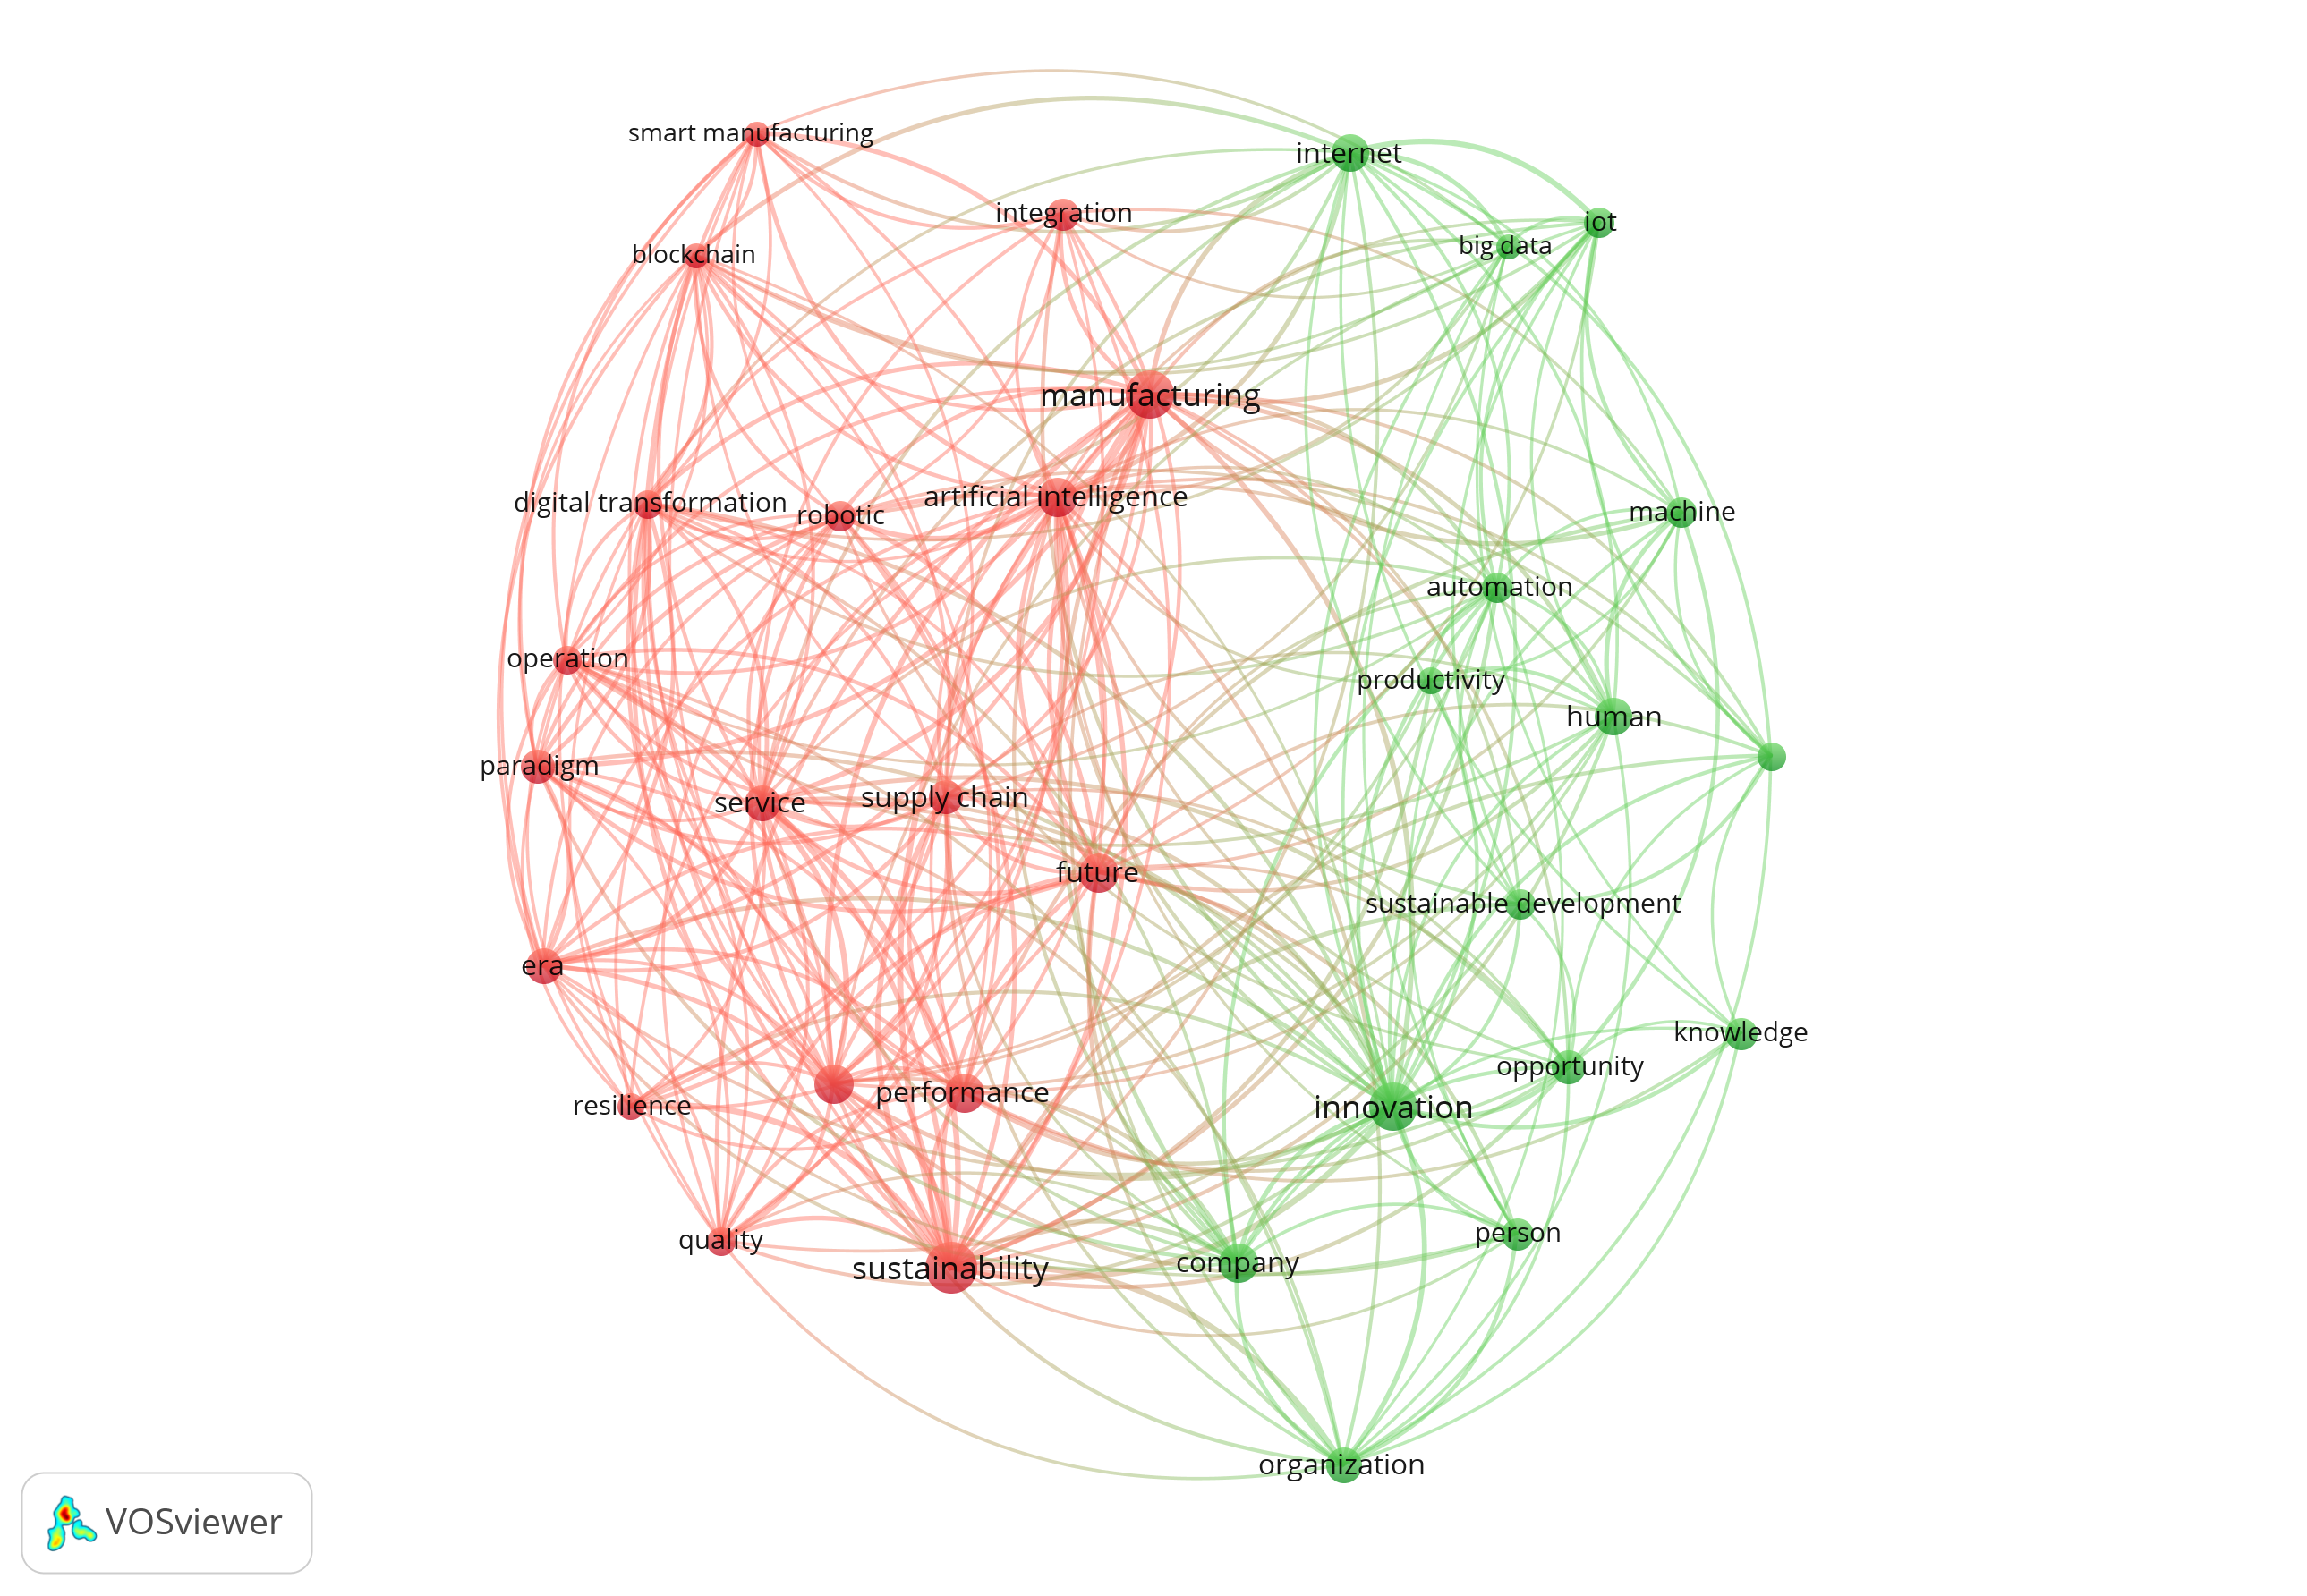 smart manufacturing
internet
integration
iot
big data
blockchain
manufacturing
artificial intelligence
digital transformation
robotic
machine
automation
operation
productivity
human
paradigm
service
supply chain
future
sustainable development
era
knowledge
opportunity
performance
resilience
innovation
person
quality
company
sustainability
organization
VOSviewer